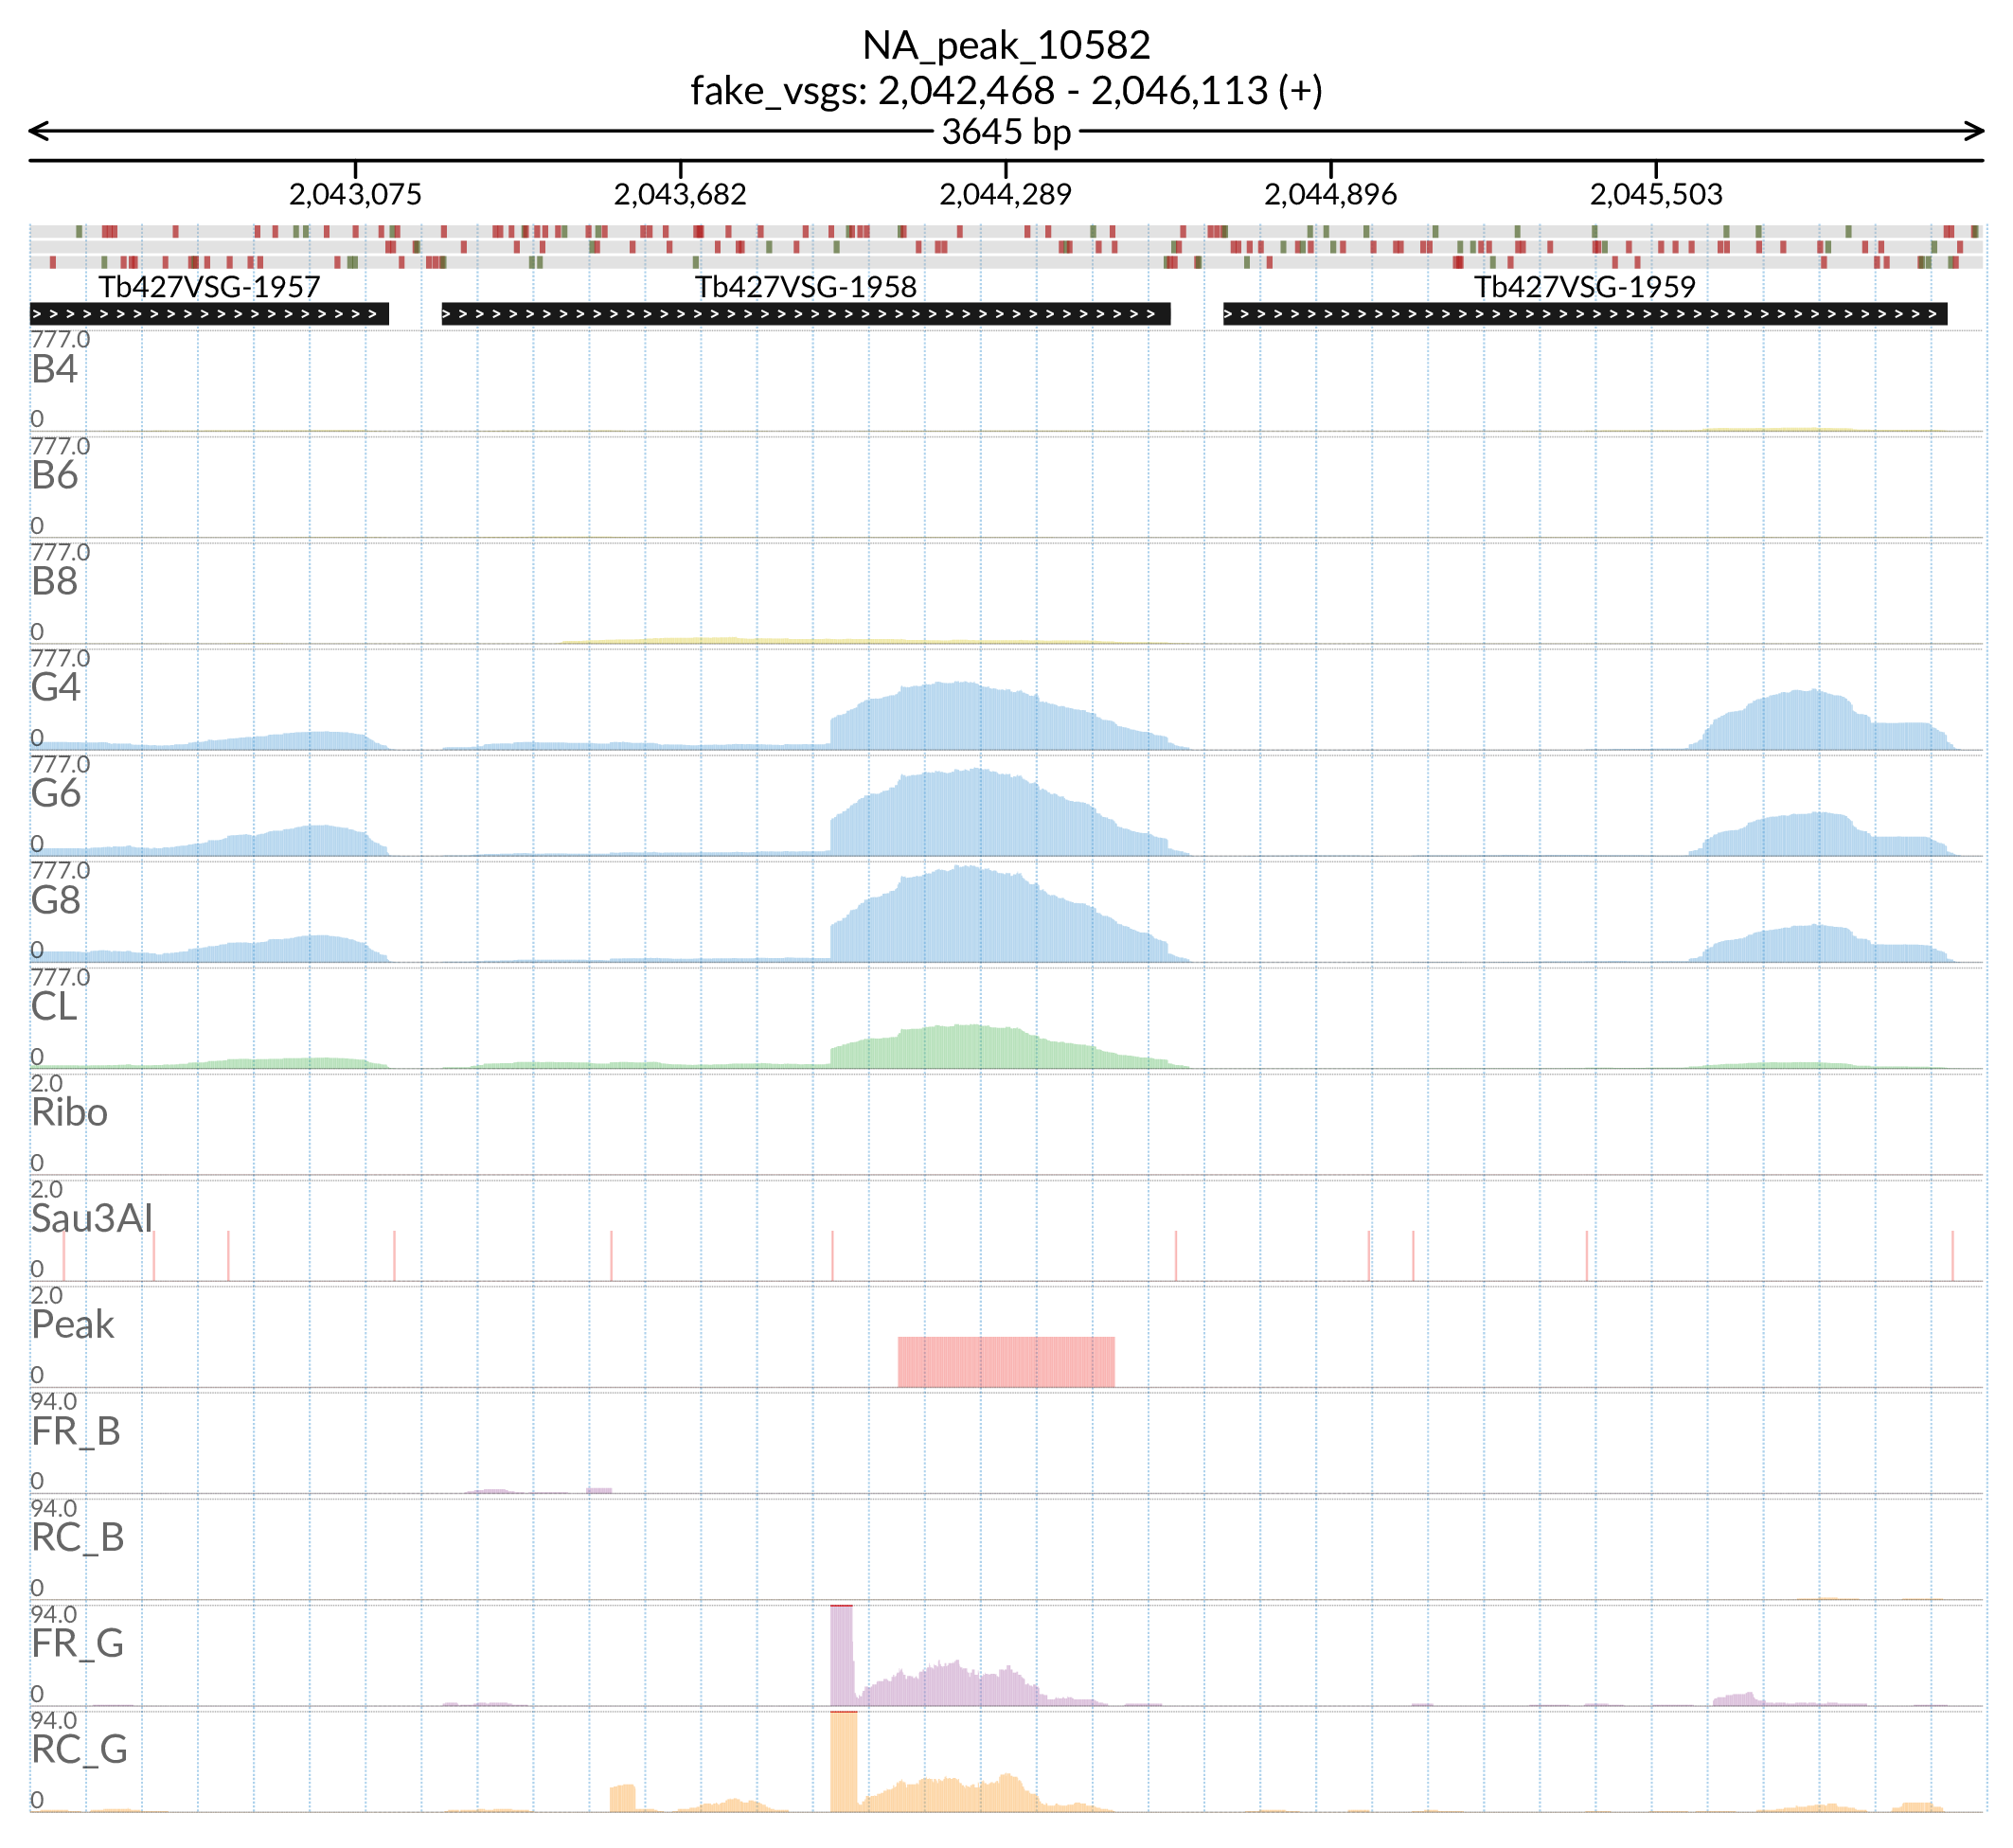 NA_peak_10582
fake_vsgs: 2,042,468 - 2,046,113 (+)
3645 bp
2,043,075 2,043,682 2,044,289 2,044,896 2,045,503
Tb427VSG-1957 Tb427VSG-1958 Tb427VSG-1959
777.0
B4
0
777.0
B6
0
777.0
B8
0
777.0
G4
0
777.0
G6
0
777.0
G8
0
777.0
CL
0
2.0
Ribo
0
2.0
Sau3AI
0
2.0
Peak
0
94.0
FR_B
0
94.0
RC_B
0
94.0
FR_G
0
94.0
RC_G
0